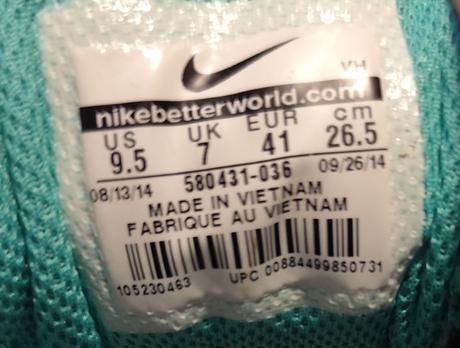 VH
nikebetterworld.com
US UK EUR cm
9.5 7 41 26.5
08/13/14 580431-036 09/26/14
MADE IN VIETNAM
FABRIQUE AU VIETNAM
105230463 UPC 00884499850731